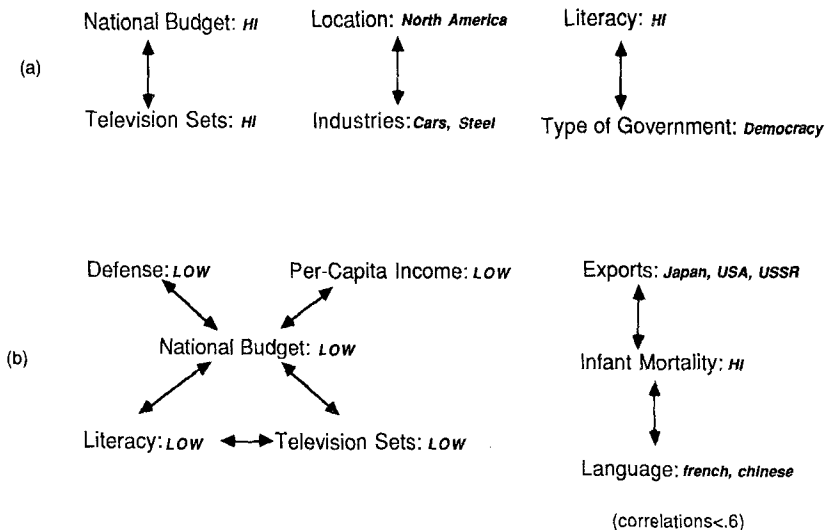 National Budget: HI
Location: North America
Literacy: HI
(a)
Television Sets: HI
Industries: Cars, Steel
Type of Government: Democracy
Defense: LOW
Per-Capita Income: LOW
Exports: Japan, USA, USSR
National Budget: LOW
(b)
Infant Mortality: HI
Literacy: LOW
Television Sets: LOW
Language: french, chinese
(correlations<.6)